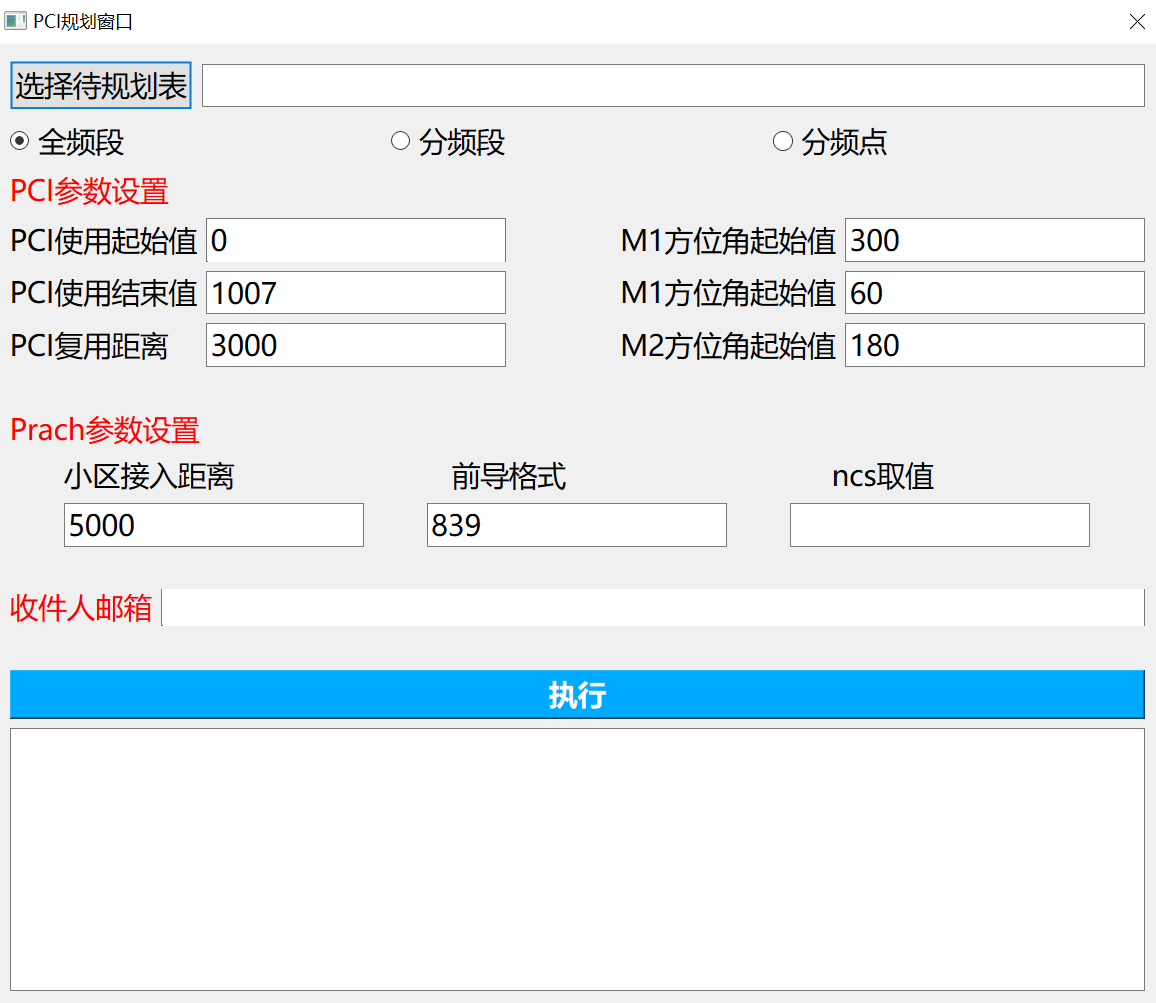 PCI规划窗口
选择待规划表
全频段 分频段 分频点
PCI参数设置
PCI使用起始值 0 M1方位角起始值 300
PCI使用结束值 1007 M1方位角起始值 60
PCI复用距离 3000 M2方位角起始值 180
Prach参数设置
小区接入距离 前导格式 ncs取值
5000 839
收件人邮箱
执行